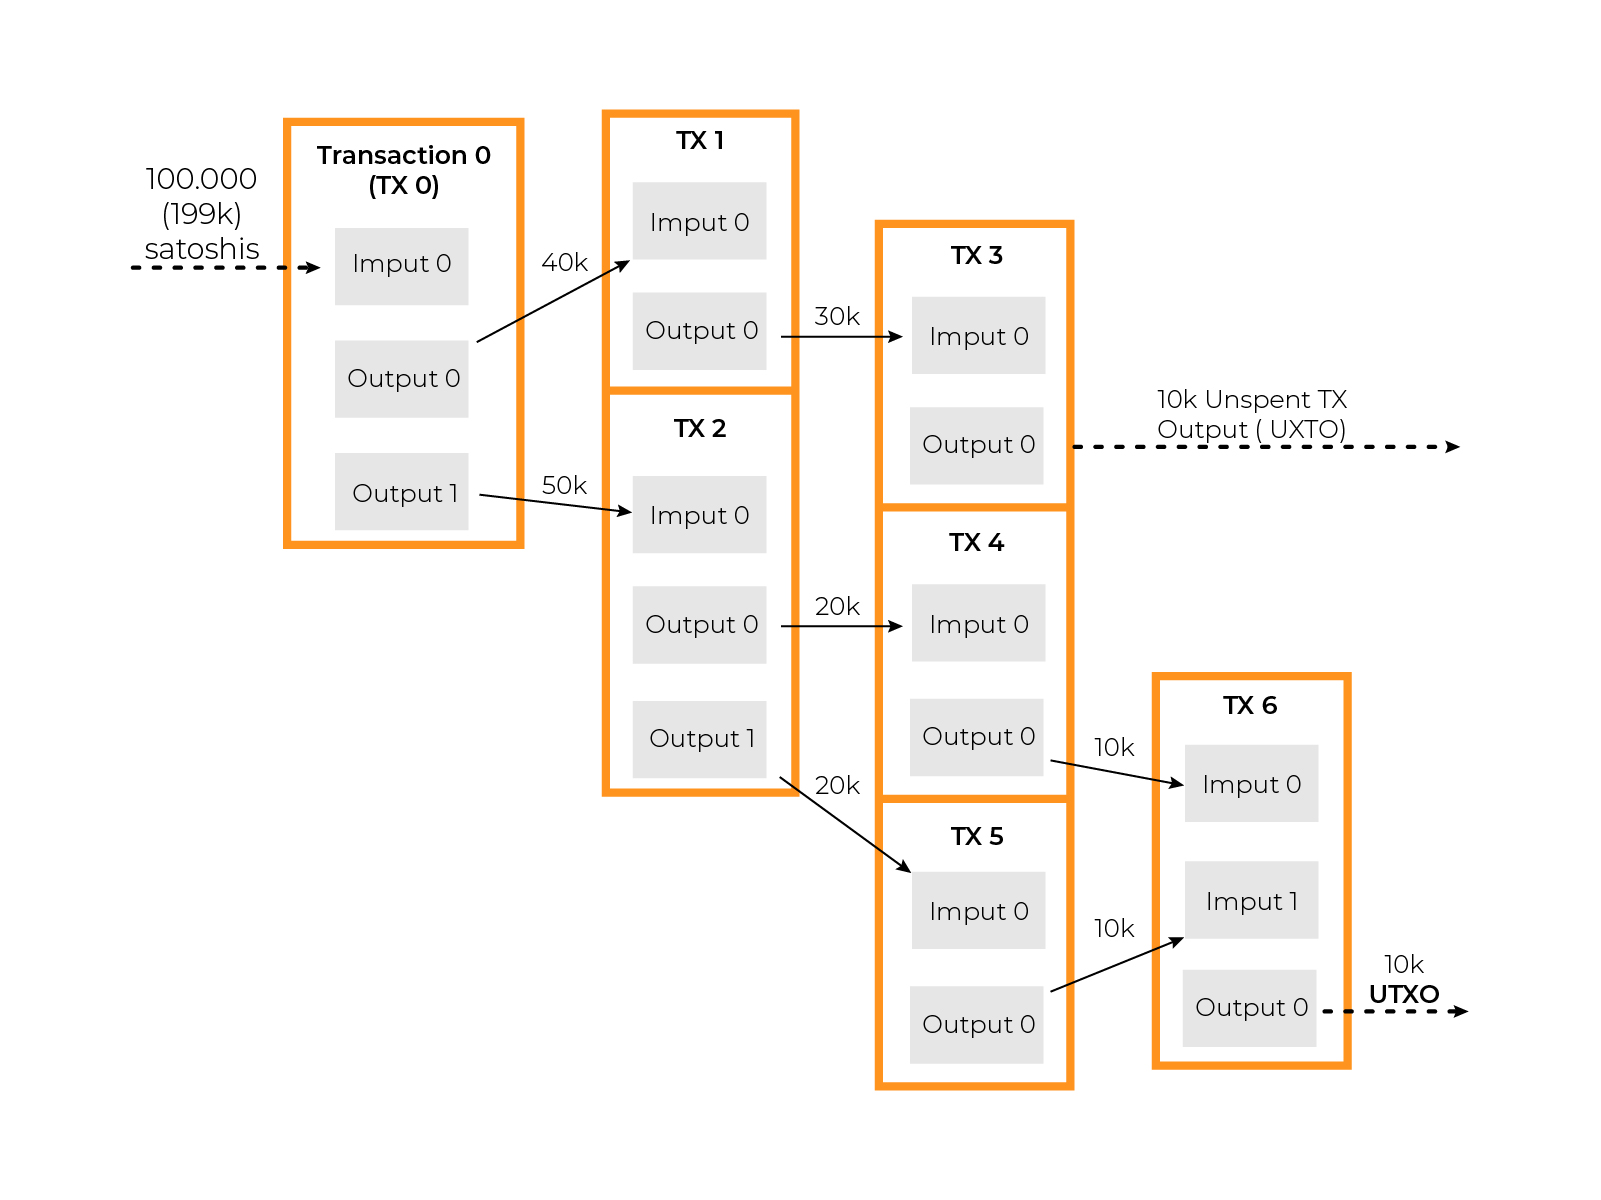 100.000
(199k)
satoshis
Transaction 0
(TX 0)
Imput 0
Output 0
Output 1
40k
50k
TX 1
Imput 0
Output 0
TX 2
Imput 0
Output 0
Output 1
30k
20k
20k
TX 3
Imput 0
Output 0
TX 4
Imput 0
Output 0
TX 5
Imput 0
Output 0
10k Unspent TX
Output ( UXTO)
10k
10k
TX 6
Imput 0
Imput 1
Output 0
10k
UTXO